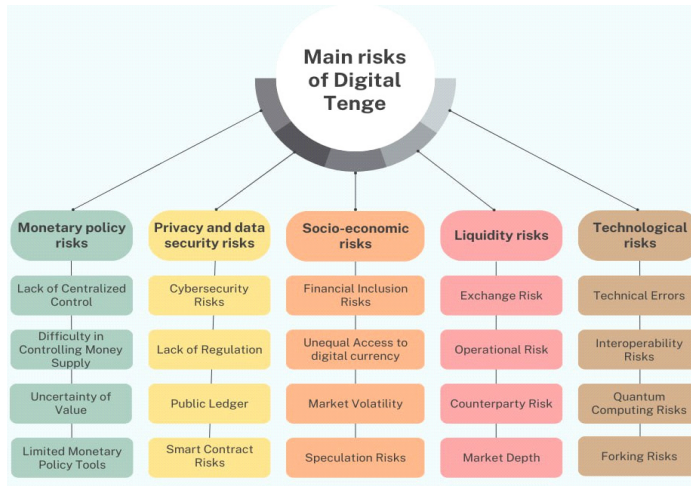 Main risks
of Digital
Tenge
Monetary policy
risks
Lack of Centralized
Control
Difficulty in
Controlling Money
Supply
Uncertainty of
Value
Limited Monetary
Policy Tools
Privacy and data
security risks
Cybersecurity
Risks
Lack of Regulation
Public Ledger
Smart Contract
Risks
Socio-economic
risks
Financial Inclusion
Risks
Unequal Access to
digital currency
Market Volatility
Speculation Risks
Liquidity risks
Exchange Risk
Operational Risk
Counterparty Risk
Market Depth
Technological
risks
Technical Errors
Interoperability
Risks
Quantum
Computing Risks
Forking Risks